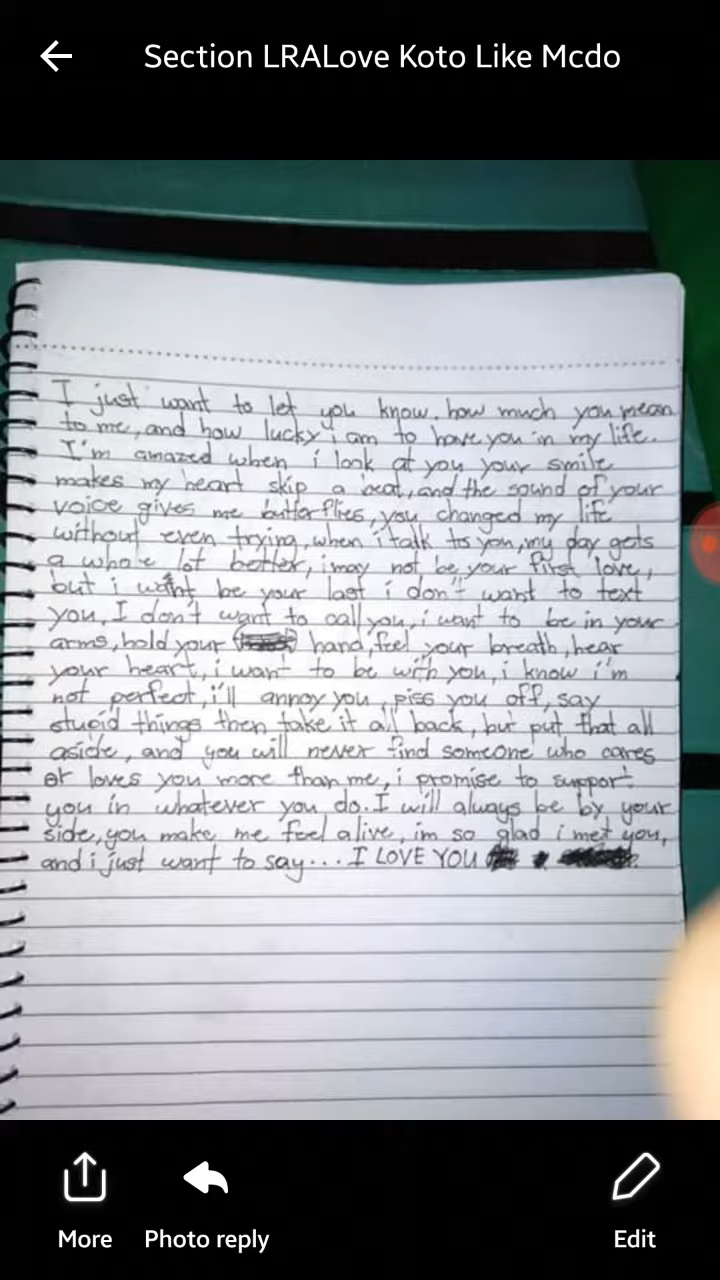 Section LRALove Koto Like Mcdo
I just want to let you know. how much you mean
to me, and how lucky i am to have you in my life.
I'm amazed when i look at you your smile
makes my heart skip a beat, and the sound of your
voice gives me butterflies, you changed my life
without even trying, when i talk to you, my day gets
a whole lot better, i may not be your first love,
but i want be your last i don't want to text
you, I don't want to call you, i want to be in your
arms, hold your hand, feel your breath, hear
your heart, i want to be with you, i know i'm
not perfect, i'll annoy you, piss you off, say
stupid things then take it all back, but put that all
aside, and you will never find someone who cares
or loves you more than me, i promise to support
you in whatever you do. I will always be by your
side, you make me feel alive, im so glad i met you,
and i just want to say... I LOVE YOU
More Photo reply Edit